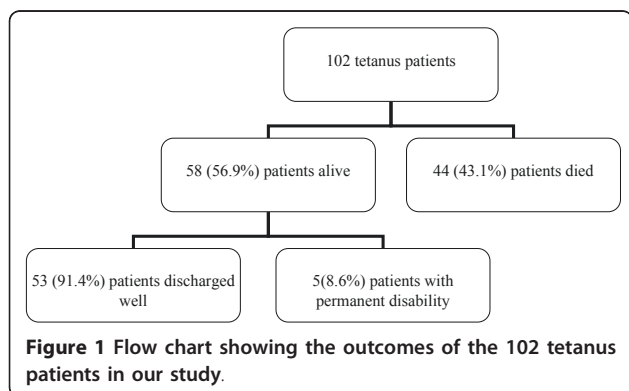 102 tetanus patients
58 (56.9%) patients alive
44 (43.1%) patients died
53 (91.4%) patients discharged
well
5(8.6%) patients with
permanent disability
Figure 1 Flow chart showing the outcomes of the 102 tetanus
patients in our study.